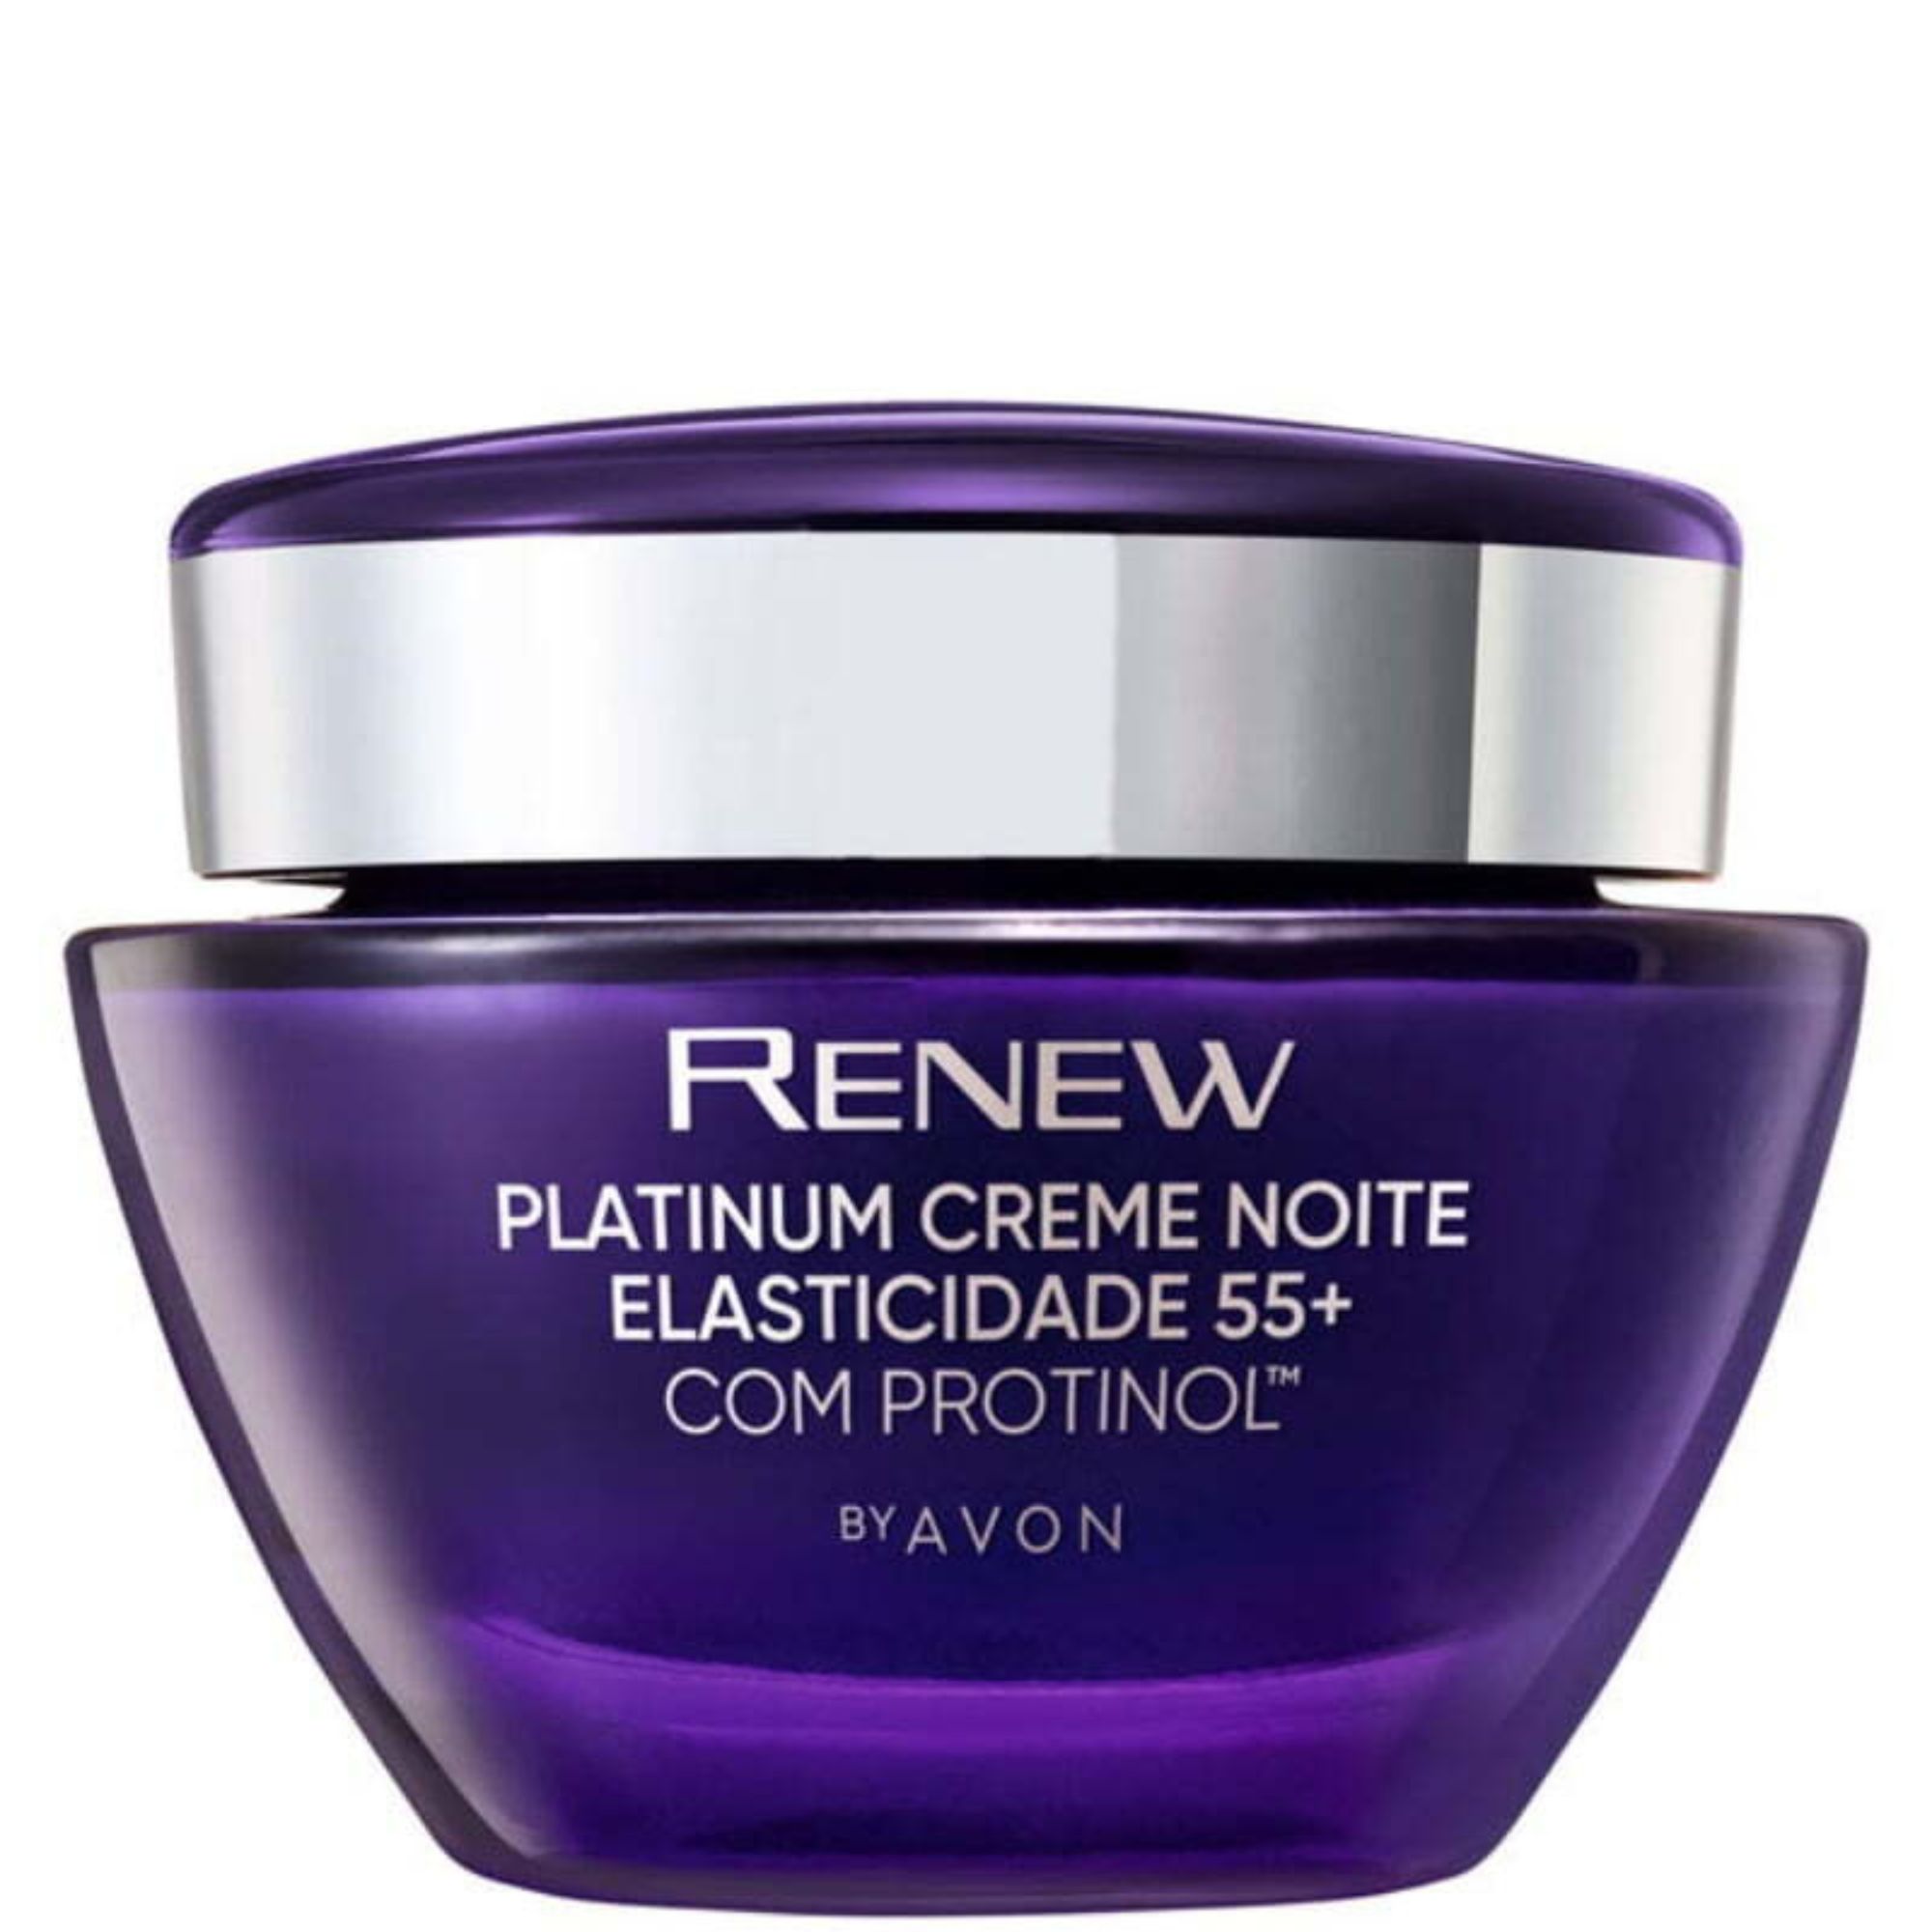 RENEW
PLATINUM CREME NOITE
ELASTICIDADE 55+
COM PROTINOL™
BY AVON